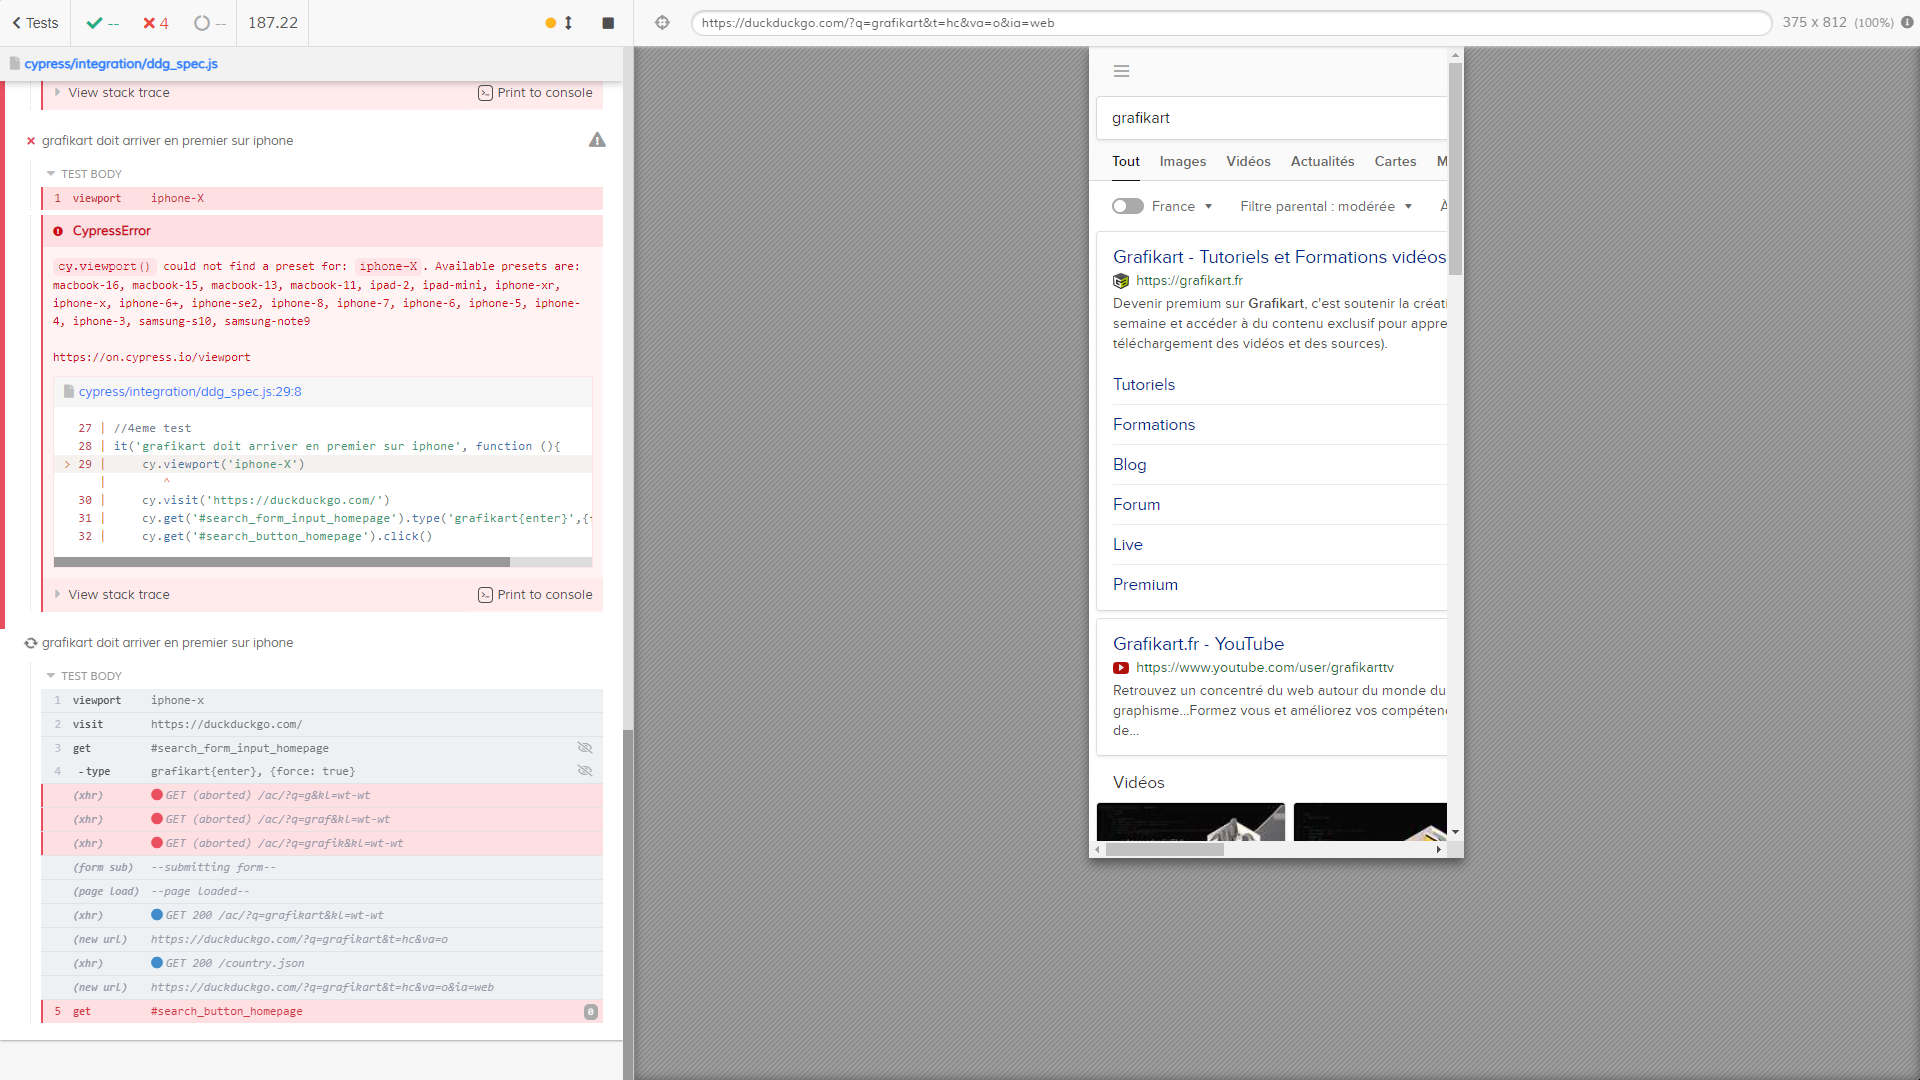 Tests
--
4
--
187.22
https://duckduckgo.com/?q=grafikart&t=hc&va=o&ia=web
375 x 812 (100%)
cypress/integration/ddg_spec.js
View stack trace
Print to console
grafikart doit arriver en premier sur iphone
TEST BODY
1 viewport iphone-X
CypressError
cy.viewport() could not find a preset for: iphone-X. Available presets are:
macbook-16, macbook-15, macbook-13, macbook-11, ipad-2, ipad-mini, iphone-xr,
iphone-x, iphone-6+, iphone-se2, iphone-8, iphone-7, iphone-6, iphone-5, iphone-
4, iphone-3, samsung-s10, samsung-note9
https://on.cypress.io/viewport
cypress/integration/ddg_spec.js:29:8
27 | //4eme test
28 | it('grafikart doit arriver en premier sur iphone', function (){
> 29 | cy.viewport('iphone-X')
| ^
30 | cy.visit('https://duckduckgo.com/')
31 | cy.get('#search_form_input_homepage').type('grafikart{enter}',{
32 | cy.get('#search_button_homepage').click()
View stack trace
Print to console
grafikart doit arriver en premier sur iphone
TEST BODY
1 viewport iphone-x
2 visit https://duckduckgo.com/
3 get #search_form_input_homepage
4 -type grafikart{enter}, {force: true}
(xhr) GET (aborted) /ac/?q=g&kl=wt-wt
(xhr) GET (aborted) /ac/?q=graf&kl=wt-wt
(xhr) GET (aborted) /ac/?q=grafik&kl=wt-wt
(form sub) --submitting form--
(page load) --page loaded--
(xhr) GET 200 /ac/?q=grafikart&kl=wt-wt
(new url) https://duckduckgo.com/?q=grafikart&t=hc&va=o
(xhr) GET 200 /country.json
(new url) https://duckduckgo.com/?q=grafikart&t=hc&va=o&ia=web
5 get #search_button_homepage 0
grafikart
Tout Images Vidéos Actualités Cartes M
France Filtre parental : modérée À
Grafikart - Tutoriels et Formations vidéos
https://grafikart.fr
Devenir premium sur Grafikart, c'est soutenir la créati
semaine et accéder à du contenu exclusif pour appre
téléchargement des vidéos et des sources).
Tutoriels
Formations
Blog
Forum
Live
Premium
Grafikart.fr - YouTube
https://www.youtube.com/user/grafikarttv
Retrouvez un concentré du web autour du monde du
graphisme...Formez vous et améliorez vos compéten
de...
Vidéos